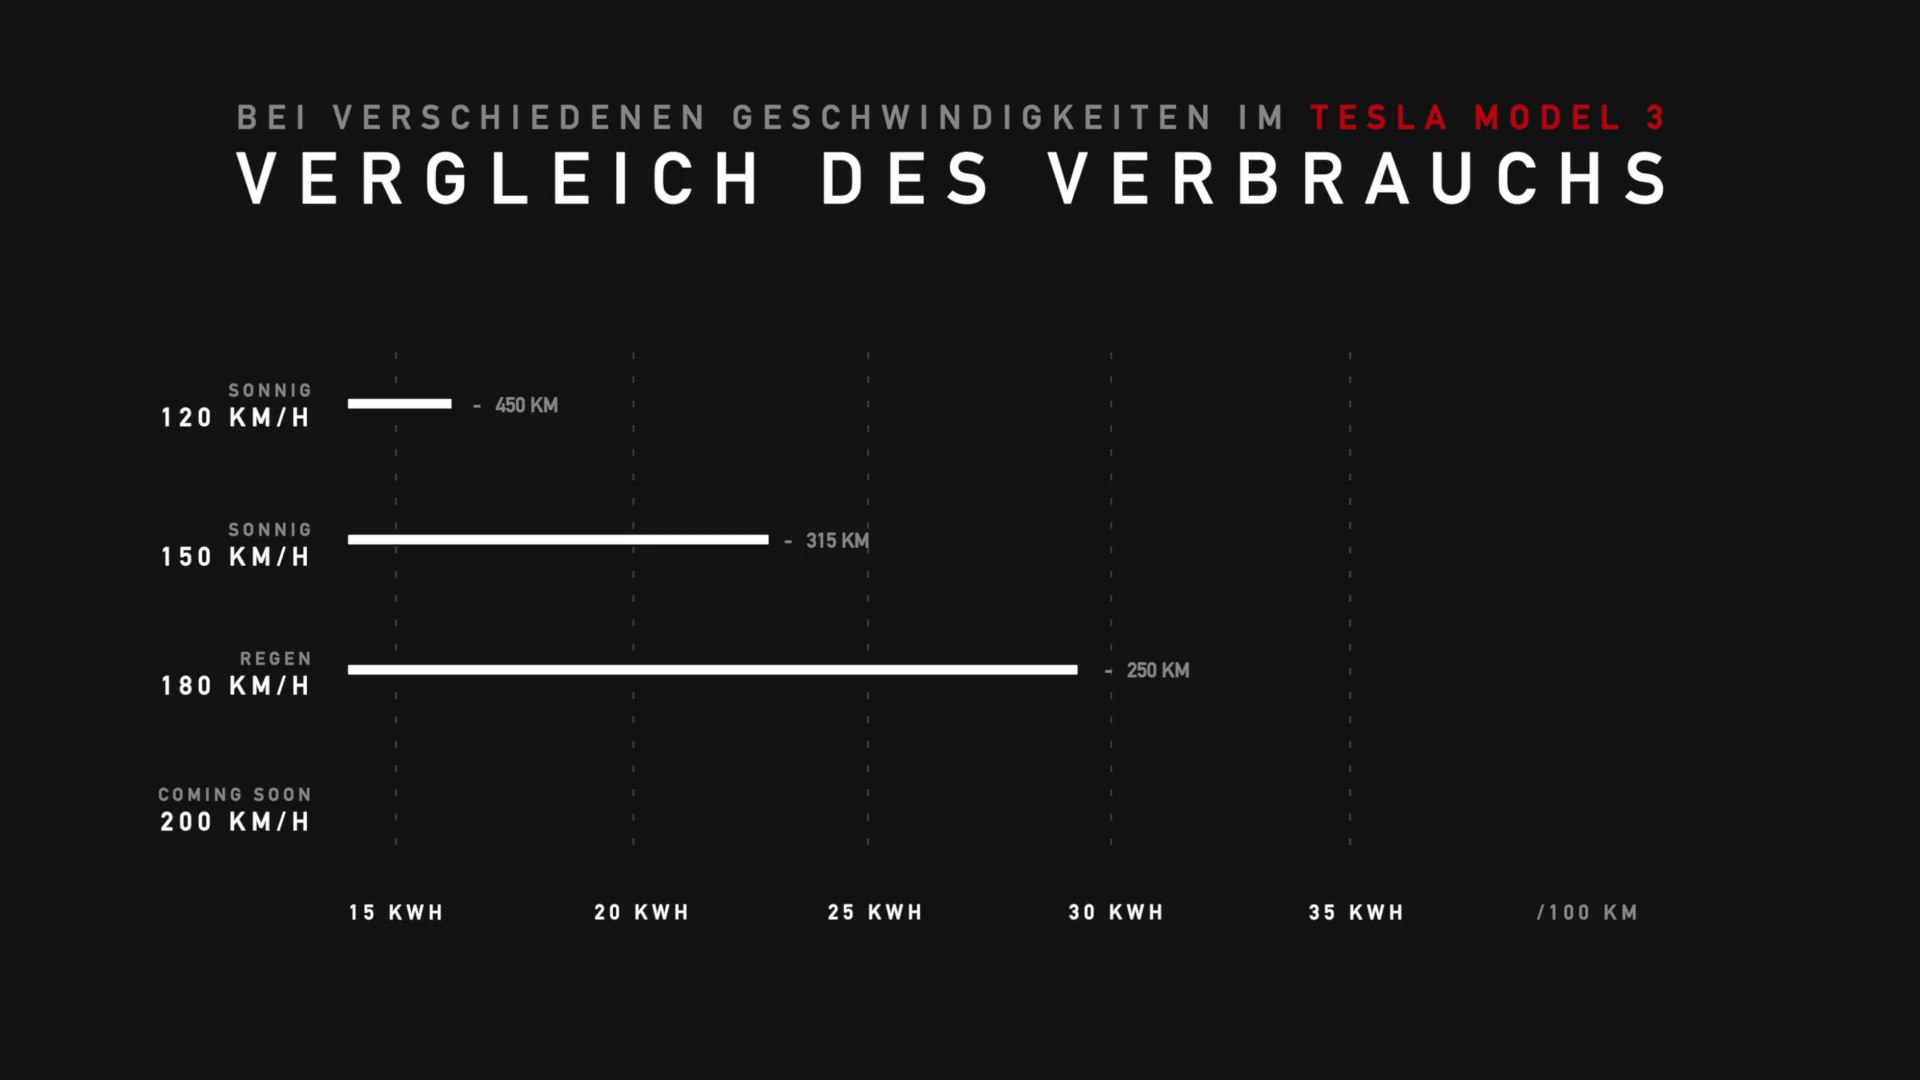 BEI VERSCHIEDENEN GESCHWINDIGKEITEN IM TESLA MODEL 3
VERGLEICH DES VERBRAUCHS
SONNIG
120 KM/H
- 450 KM
SONNIG
150 KM/H
- 315 KM
REGEN
180 KM/H
- 250 KM
COMING SOON
200 KM/H
15 KWH 20 KWH 25 KWH 30 KWH 35 KWH /100 KM